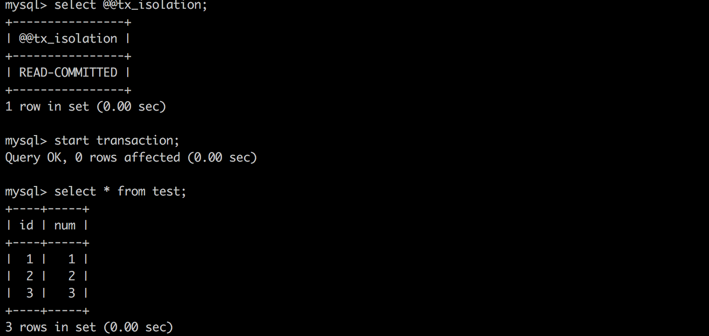 mysql> select @@tx_isolation;
+----------------+
| @@tx_isolation |
+----------------+
| READ-COMMITTED |
+----------------+
1 row in set (0.00 sec)

mysql> start transaction;
Query OK, 0 rows affected (0.00 sec)

mysql> select * from test;
+----+-----+
| id | num |
+----+-----+
|  1 |   1 |
|  2 |   2 |
|  3 |   3 |
+----+-----+
3 rows in set (0.00 sec)